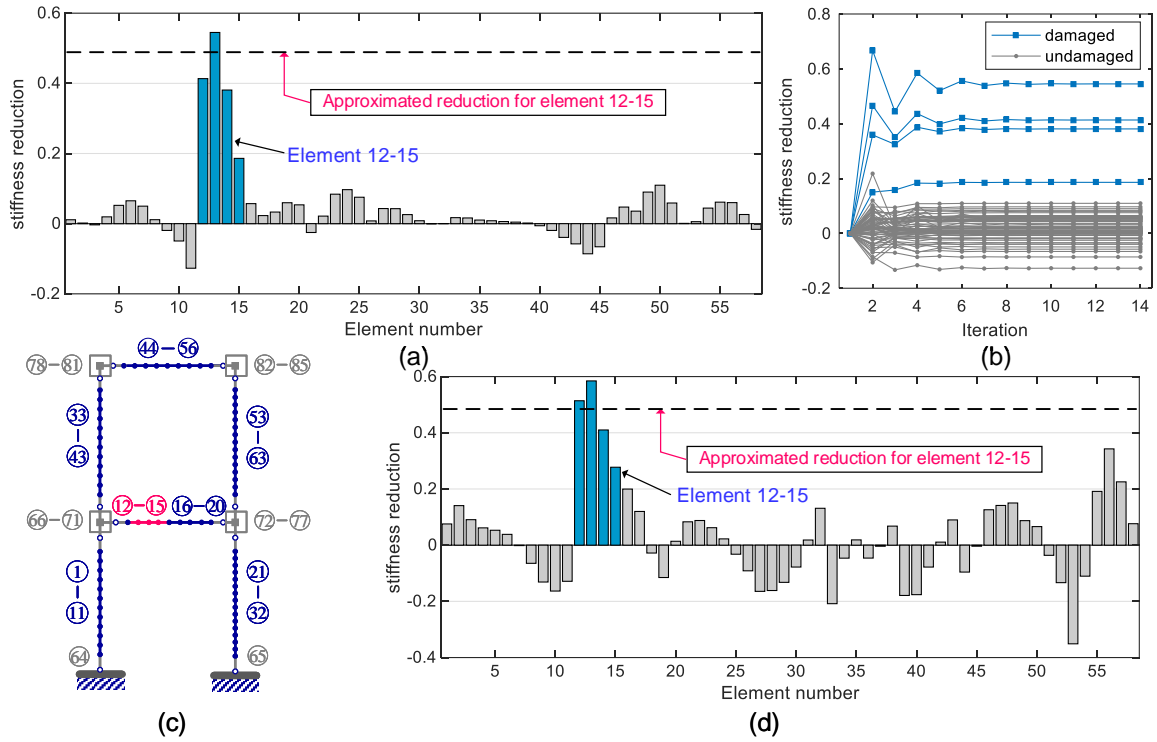 0.6
0.4
0.2
0
-0.2
stiffness reduction
Approximated reduction for element 12-15
Element 12-15
5 10 15 20 25 30 35 40 45 50 55
Element number
(a)
0.8
0.6
0.4
0.2
0
-0.2
stiffness reduction
damaged
undamaged
2 4 6 8 10 12 14
Iteration
(b)
78 – 81
44 – 56
82 – 85
33 – 43
53 – 63
12 – 15
16 – 20
66 – 71
72 – 77
1 – 11
21 – 32
64
65
(c)
0.6
0.4
0.2
0
-0.2
-0.4
stiffness reduction
Approximated reduction for element 12-15
Element 12-15
5 10 15 20 25 30 35 40 45 50 55
Element number
(d)